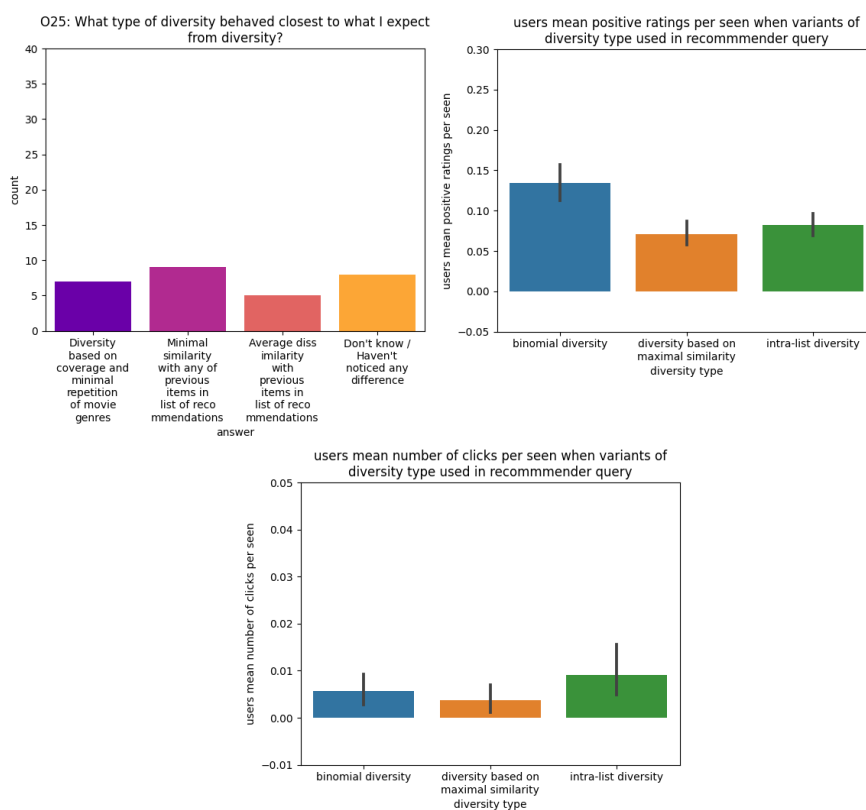 O25: What type of diversity behaved closest to what I expect
from diversity?
40
35
30
25
20
15
10
5
0
count
Diversity
based on
coverage and
minimal
repetition
of movie
genres
Minimal
similarity
with any of
previous
items in
list of reco
mmendations
Average diss
imilarity
with
previous
items in
list of reco
mmendations
Don't know /
Haven't
noticed any
difference
answer
users mean positive ratings per seen when variants of
diversity type used in recommmender query
0.30
0.25
0.20
0.15
0.10
0.05
0.00
−0.05
users mean positive ratings per seen
binomial diversity
diversity based on
maximal similarity
intra-list diversity
diversity type
users mean number of clicks per seen when variants of
diversity type used in recommmender query
0.05
0.04
0.03
0.02
0.01
0.00
−0.01
users mean number of clicks per seen
binomial diversity
diversity based on
maximal similarity
intra-list diversity
diversity type